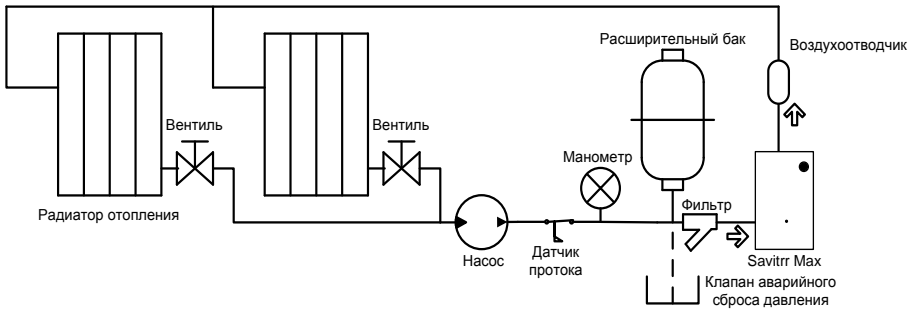 Расширительный бак
Воздухоотводчик
Вентиль
Вентиль
Манометр
Радиатор отопления
Фильтр
Насос
Датчик
протока
Savitrr Max
Клапан аварийного
сброса давления